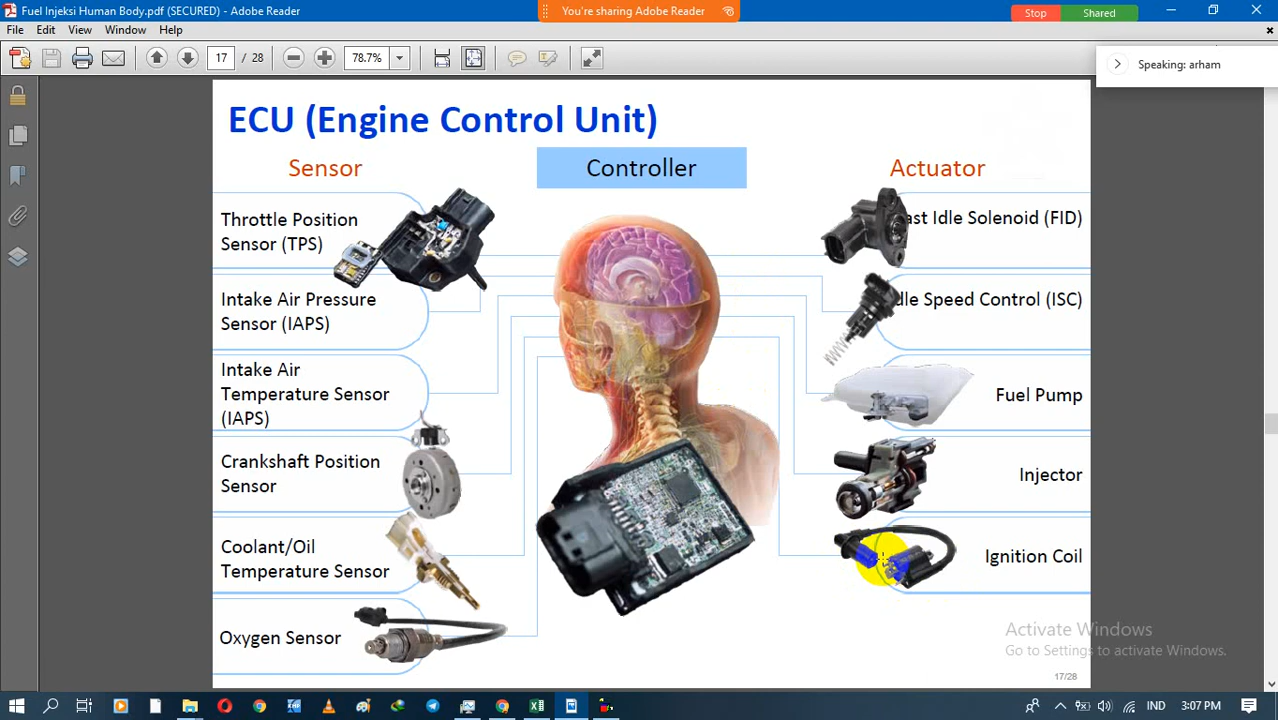 Fuel Injeksi Human Body.pdf (SECURED) - Adobe Reader
You're sharing Adobe Reader
Stop
Shared
File Edit View Window Help
17 / 28
78.7%
Speaking: arham
ECU (Engine Control Unit)
Sensor
Controller
Actuator
Throttle Position
Sensor (TPS)
Intake Air Pressure
Sensor (IAPS)
Intake Air
Temperature Sensor
(IAPS)
Crankshaft Position
Sensor
Coolant/Oil
Temperature Sensor
Oxygen Sensor
ast Idle Solenoid (FID)
dle Speed Control (ISC)
Fuel Pump
Injector
Ignition Coil
Activate Windows
Go to Settings to activate Windows.
17/28
IND
3:07 PM